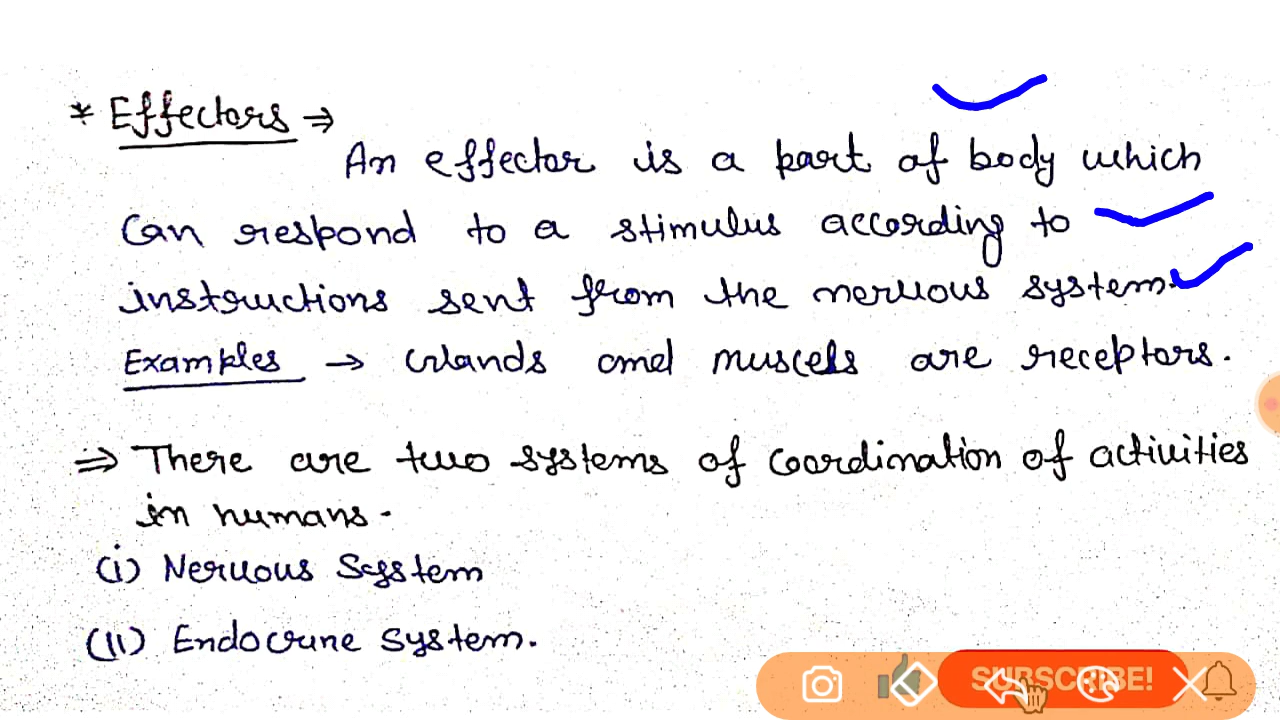 * Effectors ⇒
An effector is a part of body which
Can respond to a stimulus according to
instructions sent from the nervous system.
Examples → Glands and muscels are receptors.
⇒ There are two systems of coordination of activities
in humans.
(i) Nervous System
(II) Endocrine system.
SUBSCRIBE!